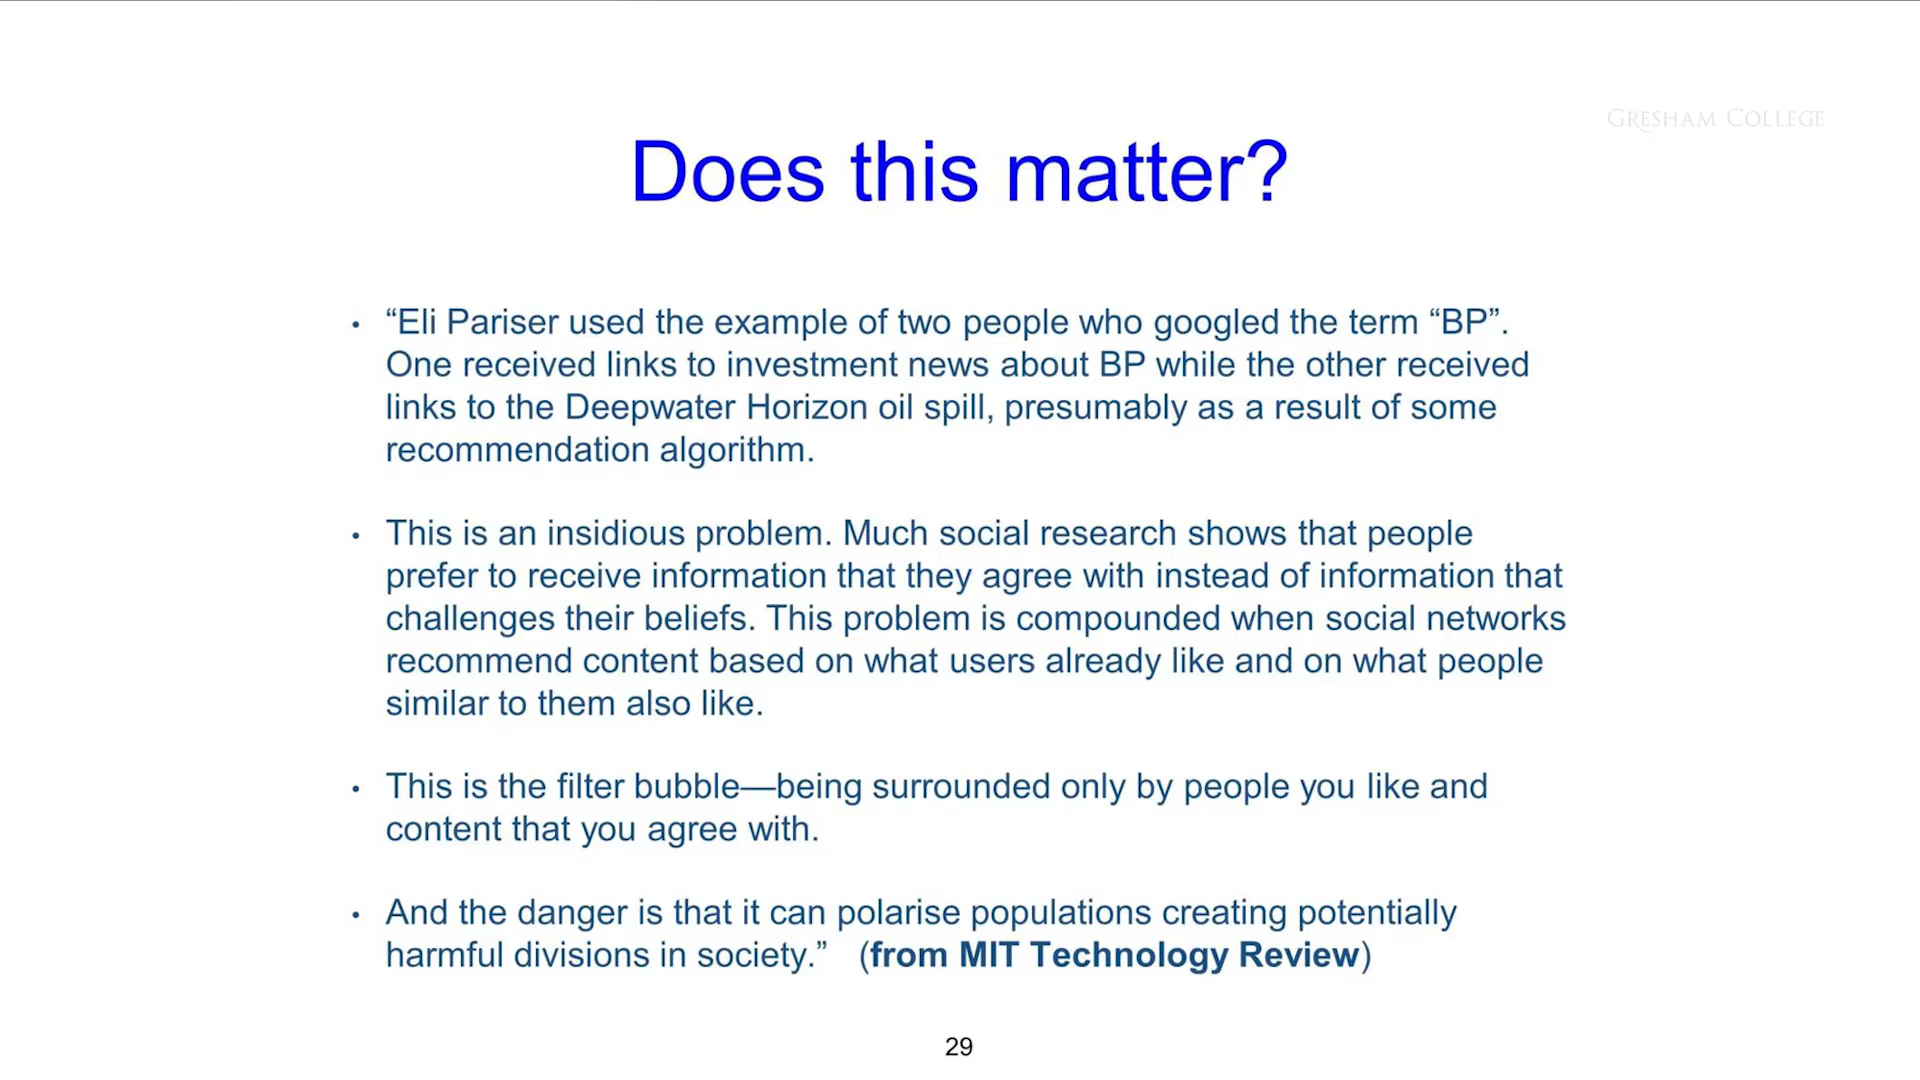 GRESHAM COLLEGE
Does this matter?
• “Eli Pariser used the example of two people who googled the term “BP”.
One received links to investment news about BP while the other received
links to the Deepwater Horizon oil spill, presumably as a result of some
recommendation algorithm.
• This is an insidious problem. Much social research shows that people
prefer to receive information that they agree with instead of information that
challenges their beliefs. This problem is compounded when social networks
recommend content based on what users already like and on what people
similar to them also like.
• This is the filter bubble—being surrounded only by people you like and
content that you agree with.
• And the danger is that it can polarise populations creating potentially
harmful divisions in society.” (from MIT Technology Review)
29